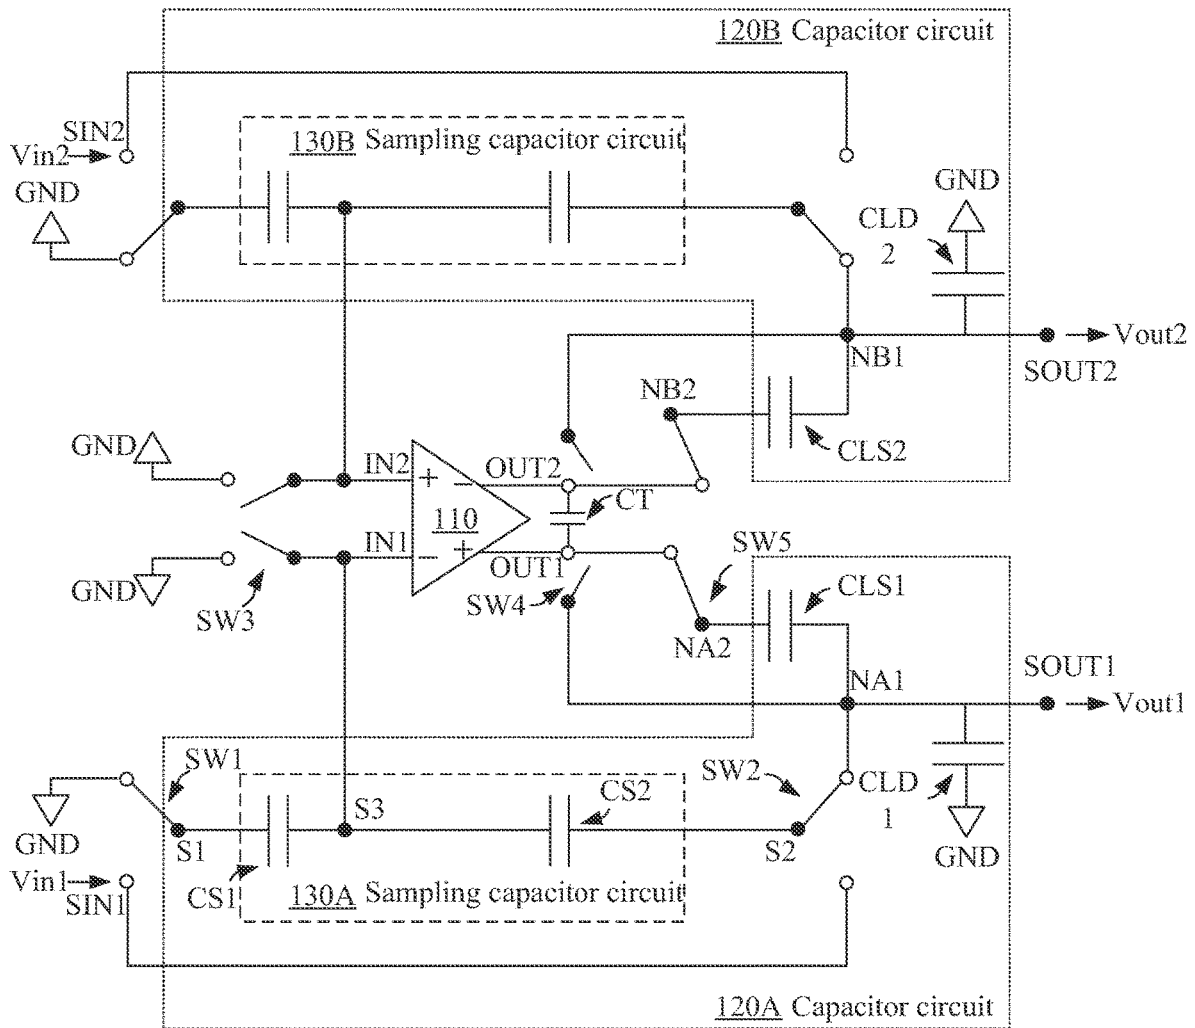 120B Capacitor circuit
SIN2
Vin2
130B Sampling capacitor circuit
GND
GND
CLD
2
Vout2
NB1
SOUT2
NB2
GND
CLS2
IN2
OUT2
+
−
CT
110
IN1
−
+
OUT1
SW5
GND
SW3
SW4
CLS1
NA2
SOUT1
NA1
Vout1
SW1
SW2
CS2
CLD
1
S3
GND
S1
S2
GND
Vin1
CS1
SIN1
130A Sampling capacitor circuit
120A Capacitor circuit